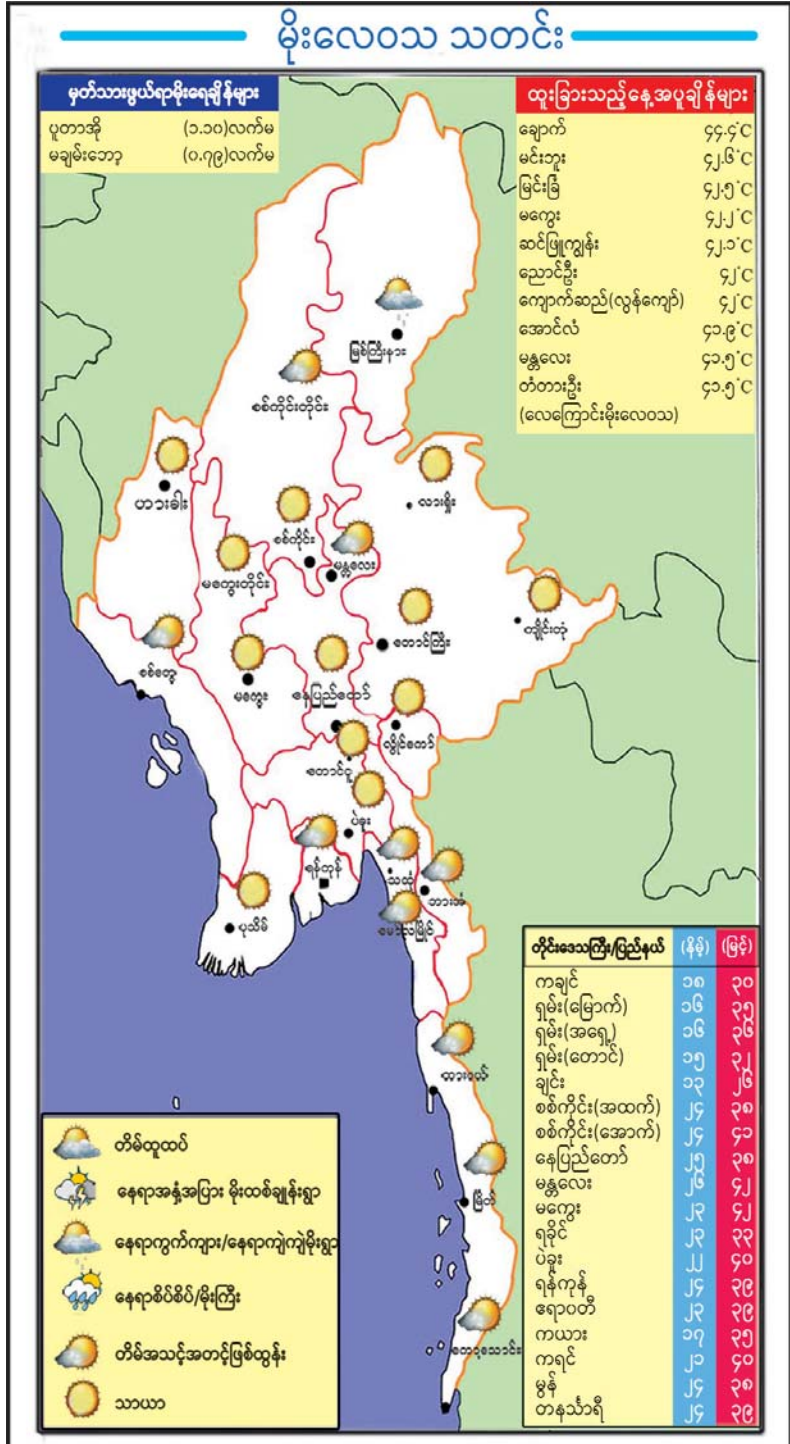 မိုးလေဝသ သတင်း
မှတ်သားဖွယ်ရာမိုးရေချိန်များ
ပူတာအို (၁.၁၀)လက်မ
မချမ်းဘော့ (၀.၇၉)လက်မ
ထူးခြားသည့်နေ့အပူချိန်များ
ချောက် ၄၄.၄°C
မင်းဘူး ၄၂.၆°C
မြင်းခြံ ၄၂.၅°C
မကွေး ၄၂.၂°C
ဆင်ဖြူကျွန်း ၄၂.၁°C
ညောင်ဦး ၄၂°C
ကျောက်ဆည်(လွန်ကျော်) ၄၂°C
အောင်လံ ၄၁.၉°C
မန္တလေး ၄၁.၅°C
တံတားဦး ၄၁.၅°C
(လေကြောင်းမိုးလေဝသ)
မြစ်ကြီးနား
စစ်ကိုင်းတိုင်း
ဟားခါး
လားရှိုး
စစ်ကိုင်း
မန္တလေး
မကွေးတိုင်း
ကျိုင်းတုံ
တောင်ကြီး
စစ်တွေ
မကွေး
နေပြည်တော်
လွိုင်ကော်
တောင်ငူ
ပဲခူး
ရန်ကုန်
သထုံ
ဘားအံ
ပုသိမ်
မော်လမြိုင်
ထားဝယ်
မြိတ်
ကော့သောင်း
တိုင်းဒေသကြီး/ပြည်နယ် (နိမ့်) (မြင့်)
ကချင် ၁၈ ၃၀
ရှမ်း(မြောက်) ၁၆ ၃၅
ရှမ်း(အရှေ့) ၁၆ ၃၆
ရှမ်း(တောင်) ၁၅ ၃၂
ချင်း ၁၃ ၂၆
စစ်ကိုင်း(အထက်) ၂၄ ၃၈
စစ်ကိုင်း(အောက်) ၂၄ ၄၁
နေပြည်တော် ၂၅ ၃၈
မန္တလေး ၂၆ ၄၂
မကွေး ၂၃ ၄၂
ရခိုင် ၂၃ ၃၃
ပဲခူး ၂၂ ၄၀
ရန်ကုန် ၂၄ ၃၉
ဧရာဝတီ ၂၃ ၃၉
ကယား ၁၇ ၃၅
ကရင် ၂၁ ၄၀
မွန် ၂၄ ၃၈
တနင်္သာရီ ၂၄ ၃၉
တိမ်ထူထပ်
နေရာအနှံ့အပြား မိုးထစ်ချုန်းရွာ
နေရာကွက်ကျား/နေရာကျဲကျဲမိုးရွာ
နေရာစိပ်စိပ်/မိုးကြီး
တိမ်အသင့်အတင့်ဖြစ်ထွန်း
သာယာ